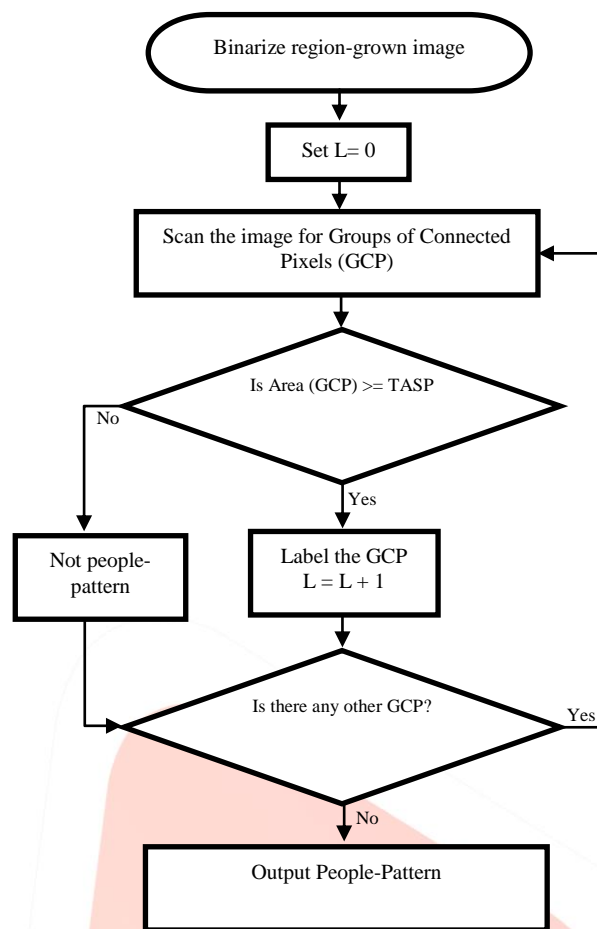 Binarize region-grown image
Set L= 0
Scan the image for Groups of Connected
Pixels (GCP)
Is Area (GCP) >= TASP
No
Yes
Not people-
pattern
Label the GCP
L = L + 1
Is there any other GCP?
Yes
No
Output People-Pattern